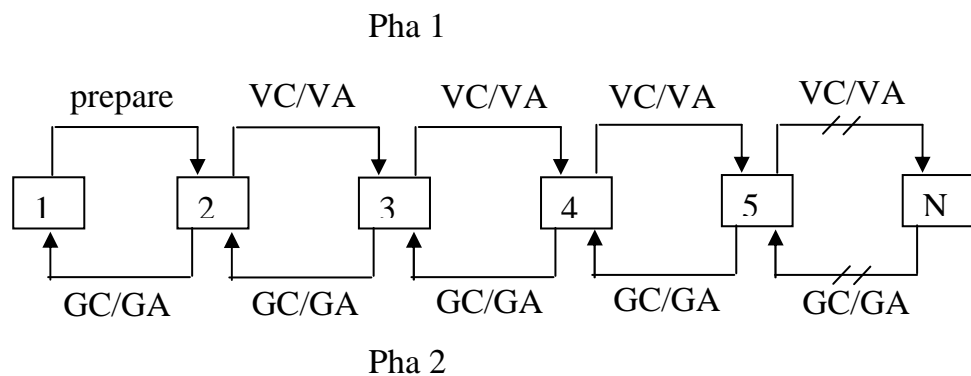 Pha 1
prepare VC/VA VC/VA VC/VA VC/VA
1 2 3 4 5 N
GC/GA GC/GA GC/GA GC/GA GC/GA
Pha 2